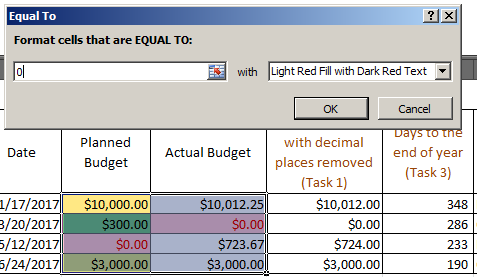 Equal To
Format cells that are EQUAL TO:
0 with Light Red Fill with Dark Red Text
OK Cancel
Date Planned Budget Actual Budget with decimal places removed (Task 1) Days to the end of year (Task 3)
1/17/2017 $10,000.00 $10,012.25 $10,012.00 348
3/20/2017 $300.00 $0.00 $0.00 286
5/12/2017 $0.00 $723.67 $724.00 233
6/24/2017 $3,000.00 $3,000.00 $3,000.00 190